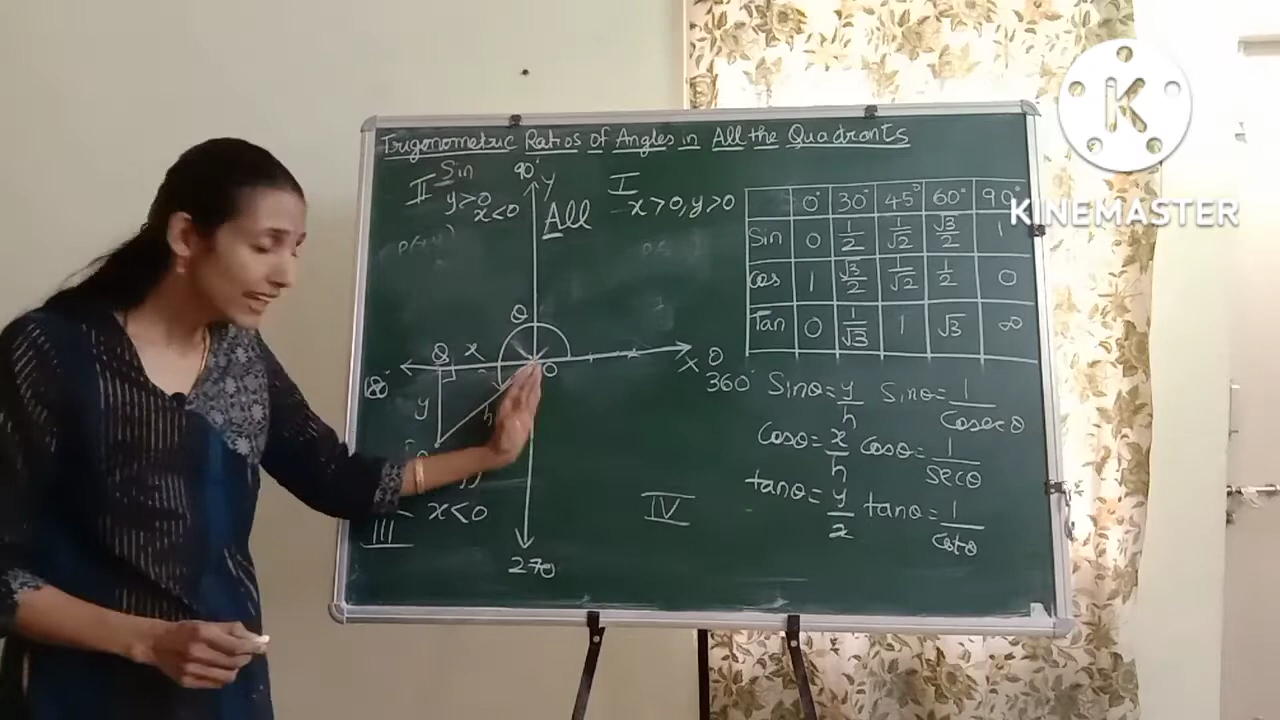 Trigonometric Ratios of Angles in All the Quadrants
II Sin
y>0
x<0
90°
y
All
I
x>0, y>0
0° 30° 45° 60° 90°
Sin 0 1/2 1/√2 √3/2 1
cos 1 √3/2 1/√2 1/2 0
Tan 0 1/√3 1 √3 ∞
θ
Q x
180°
O
X 0
360°
y
h
x<0
III
IV
270
Sinθ=y/h Sinθ=1/Cosecθ
Cosθ=x/h Cosθ=1/secθ
tanθ=y/x tanθ=1/cotθ
K
KINEMASTER